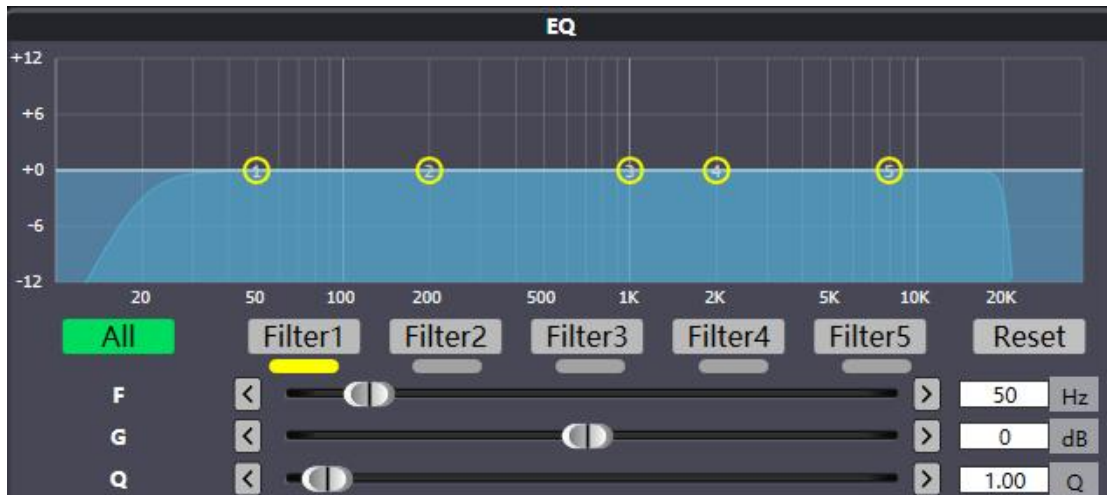 EQ
+12
+6
+0
1 2 3 4 5
-6
-12
20 50 100 200 500 1K 2K 5K 10K 20K
All Filter1 Filter2 Filter3 Filter4 Filter5 Reset
F < > 50 Hz
G < > 0 dB
Q < > 1.00 Q